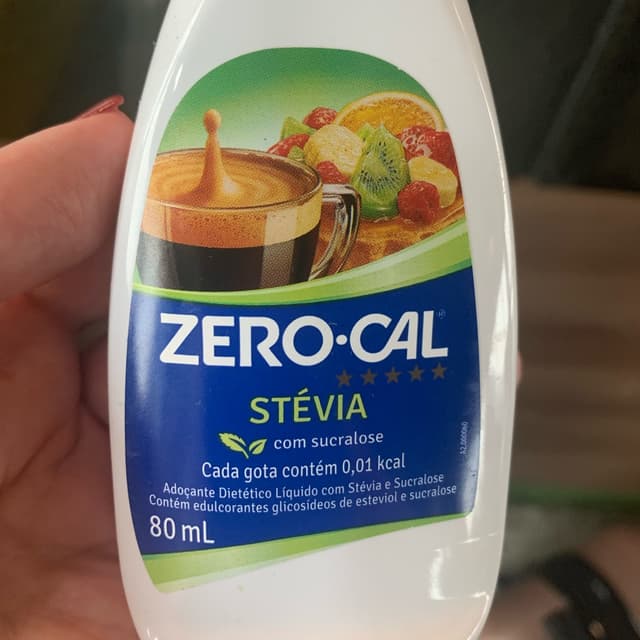 ZERO·CAL
STÉVIA
com sucralose
Cada gota contém 0,01 kcal
Adoçante Dietético Líquido com Stévia e Sucralose
Contém edulcorantes glicosídeos de esteviol e sucralose
80 mL